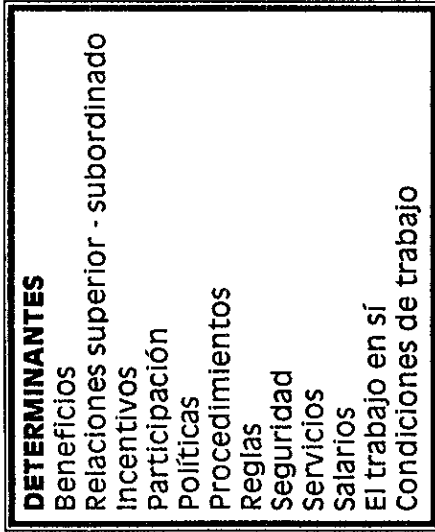 DETERMINANTES
Beneficios
Relaciones superior - subordinado
Incentivos
Participación
Políticas
Procedimientos
Reglas
Seguridad
Servicios
Salarios
El trabajo en sí
Condiciones de trabajo